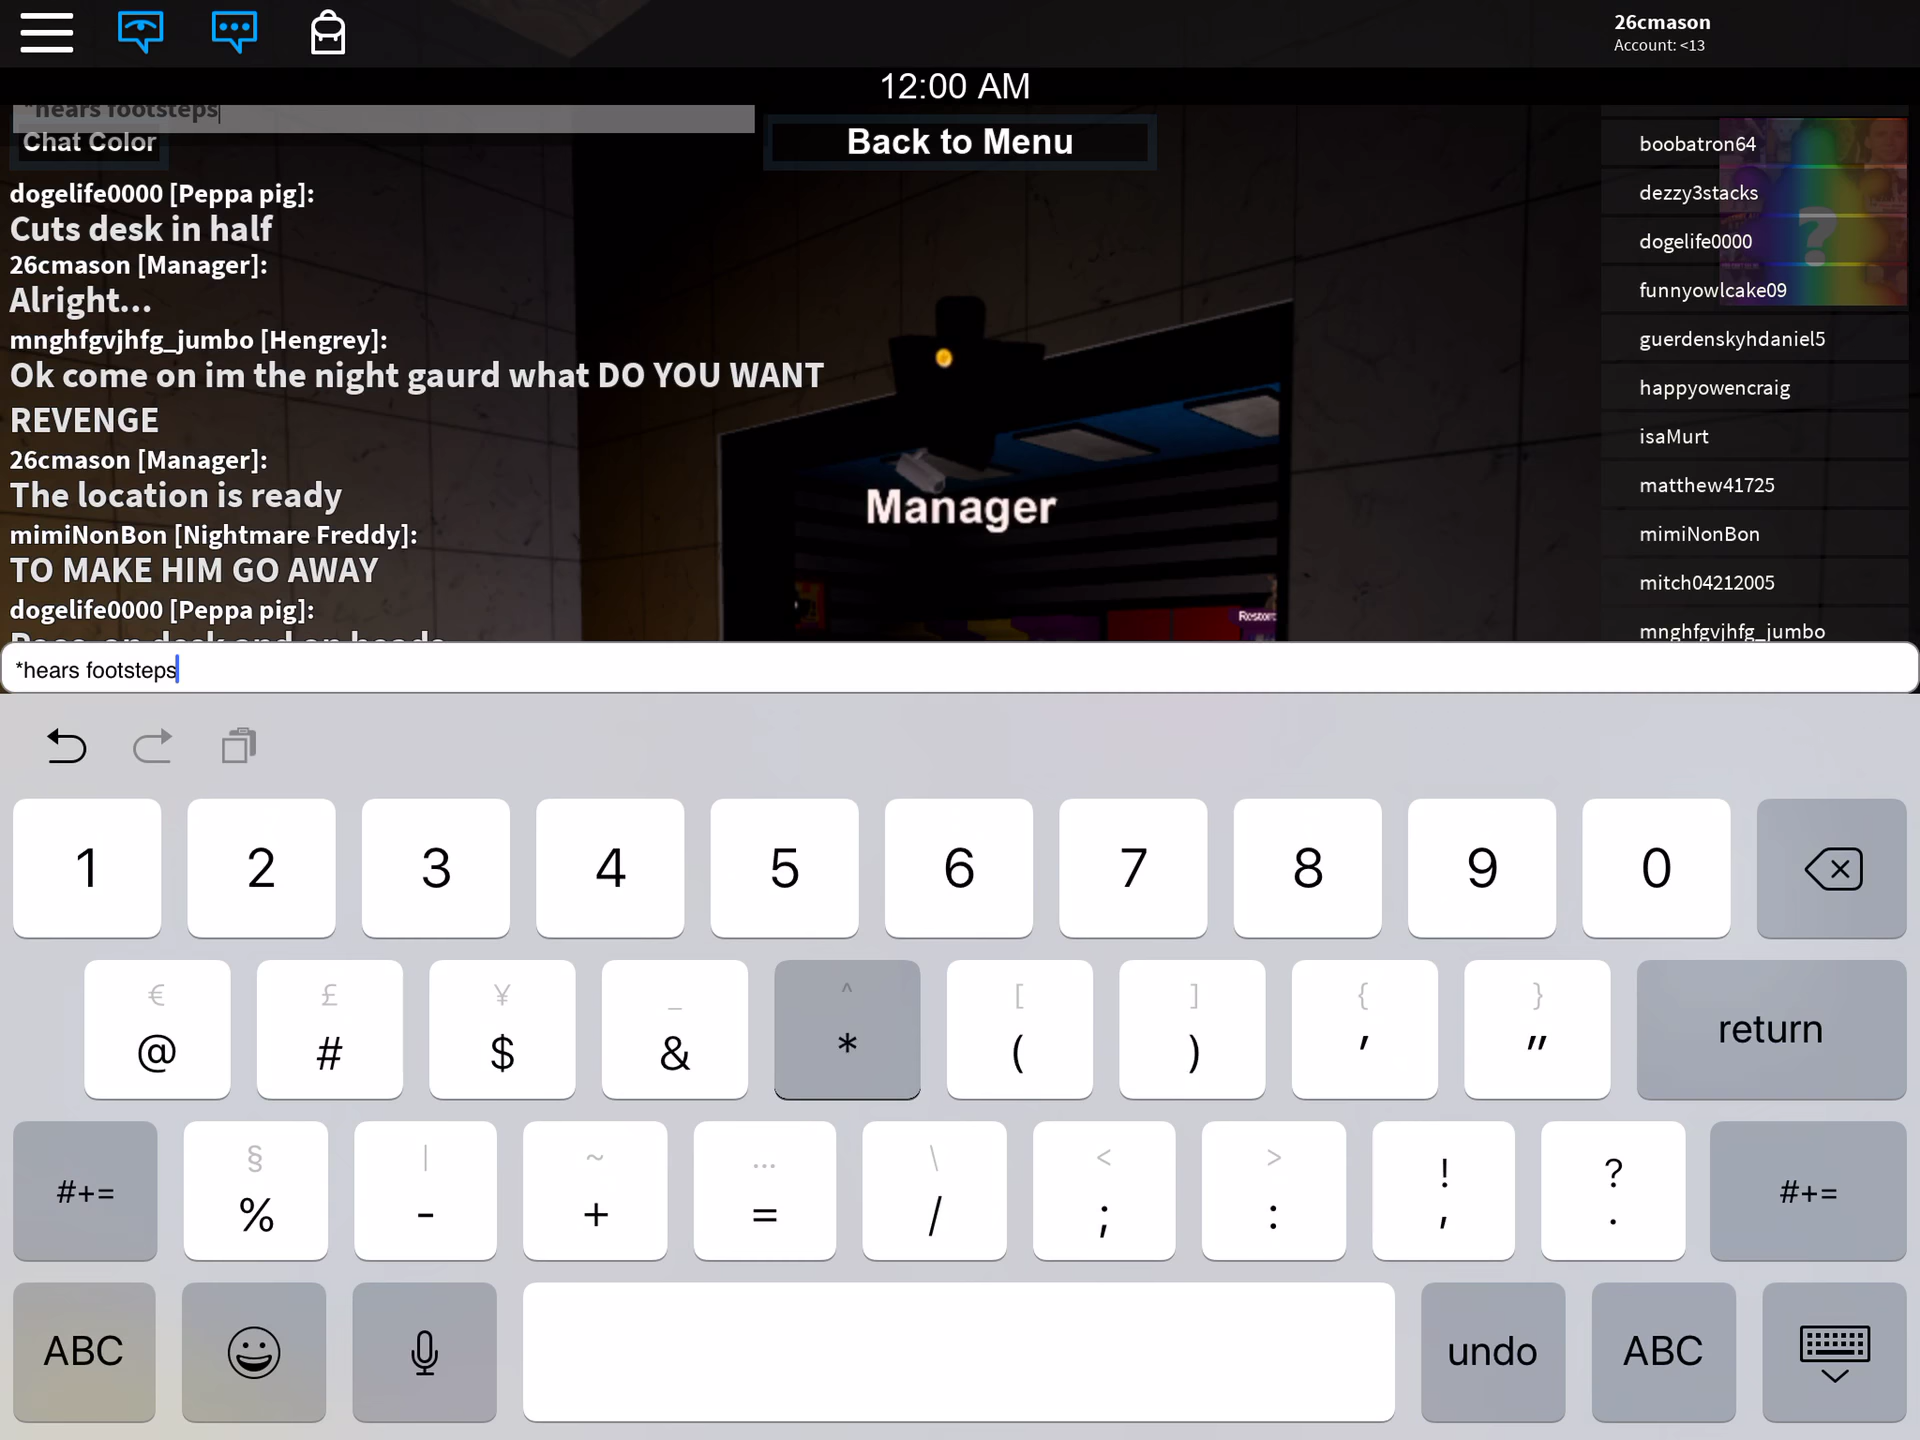 26cmason
Account: <13
12:00 AM
*hears footsteps
Chat Color
Back to Menu
dogelife0000 [Peppa pig]:
Cuts desk in half
26cmason [Manager]:
Alright...
mnghfgvjhfg_jumbo [Hengrey]:
Ok come on im the night gaurd what DO YOU WANT
REVENGE
26cmason [Manager]:
The location is ready
mimiNonBon [Nightmare Freddy]:
TO MAKE HIM GO AWAY
dogelife0000 [Peppa pig]:
desk and on heads
Manager
boobatron64
dezzy3stacks
dogelife0000
funnyowlcake09
guerdenskyhdaniel5
happyowencraig
isaMurt
matthew41725
mimiNonBon
mitch04212005
mnghfgvjhfg_jumbo
?
*hears footsteps
1 2 3 4 5 6 7 8 9 0
€ £ ¥ _ ^ [ ] { }
@ # $ & * ( ) ' " return
§ | ~ ... \ < > ! ?
#+= % - + = / ; : , . #+=
ABC undo ABC